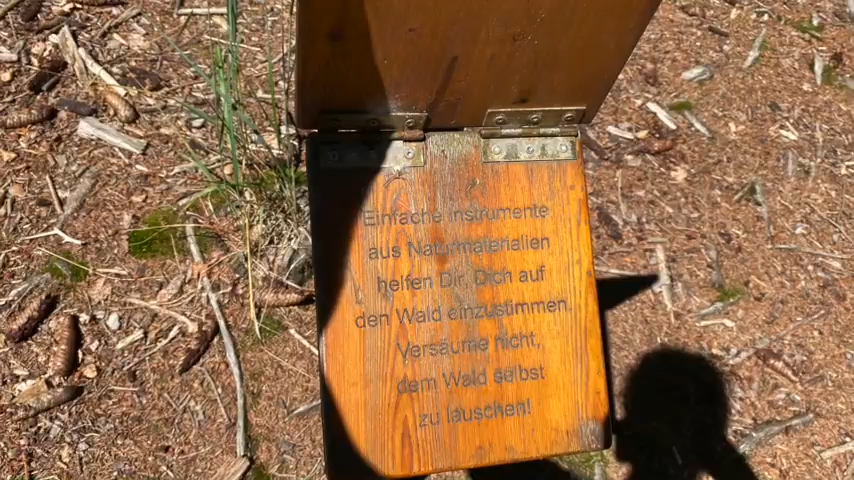 Einfache Instrumente
aus Naturmaterialien
helfen Dir, Dich auf
den Wald einzustimmen.
Versäume nicht,
dem Wald selbst
zu lauschen!